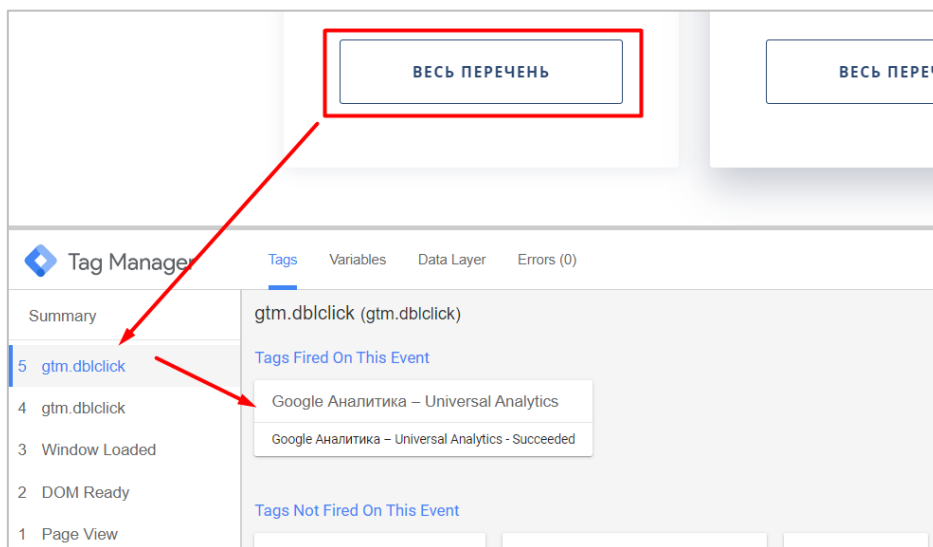 ВЕСЬ ПЕРЕЧЕНЬ
ВЕСЬ ПЕРЕ
Tag Manager
Tags Variables Data Layer Errors (0)
Summary
gtm.dblclick (gtm.dblclick)
Tags Fired On This Event
5 gtm.dblclick
Google Аналитика – Universal Analytics
4 gtm.dblclick
Google Аналитика – Universal Analytics - Succeeded
3 Window Loaded
2 DOM Ready
Tags Not Fired On This Event
1 Page View